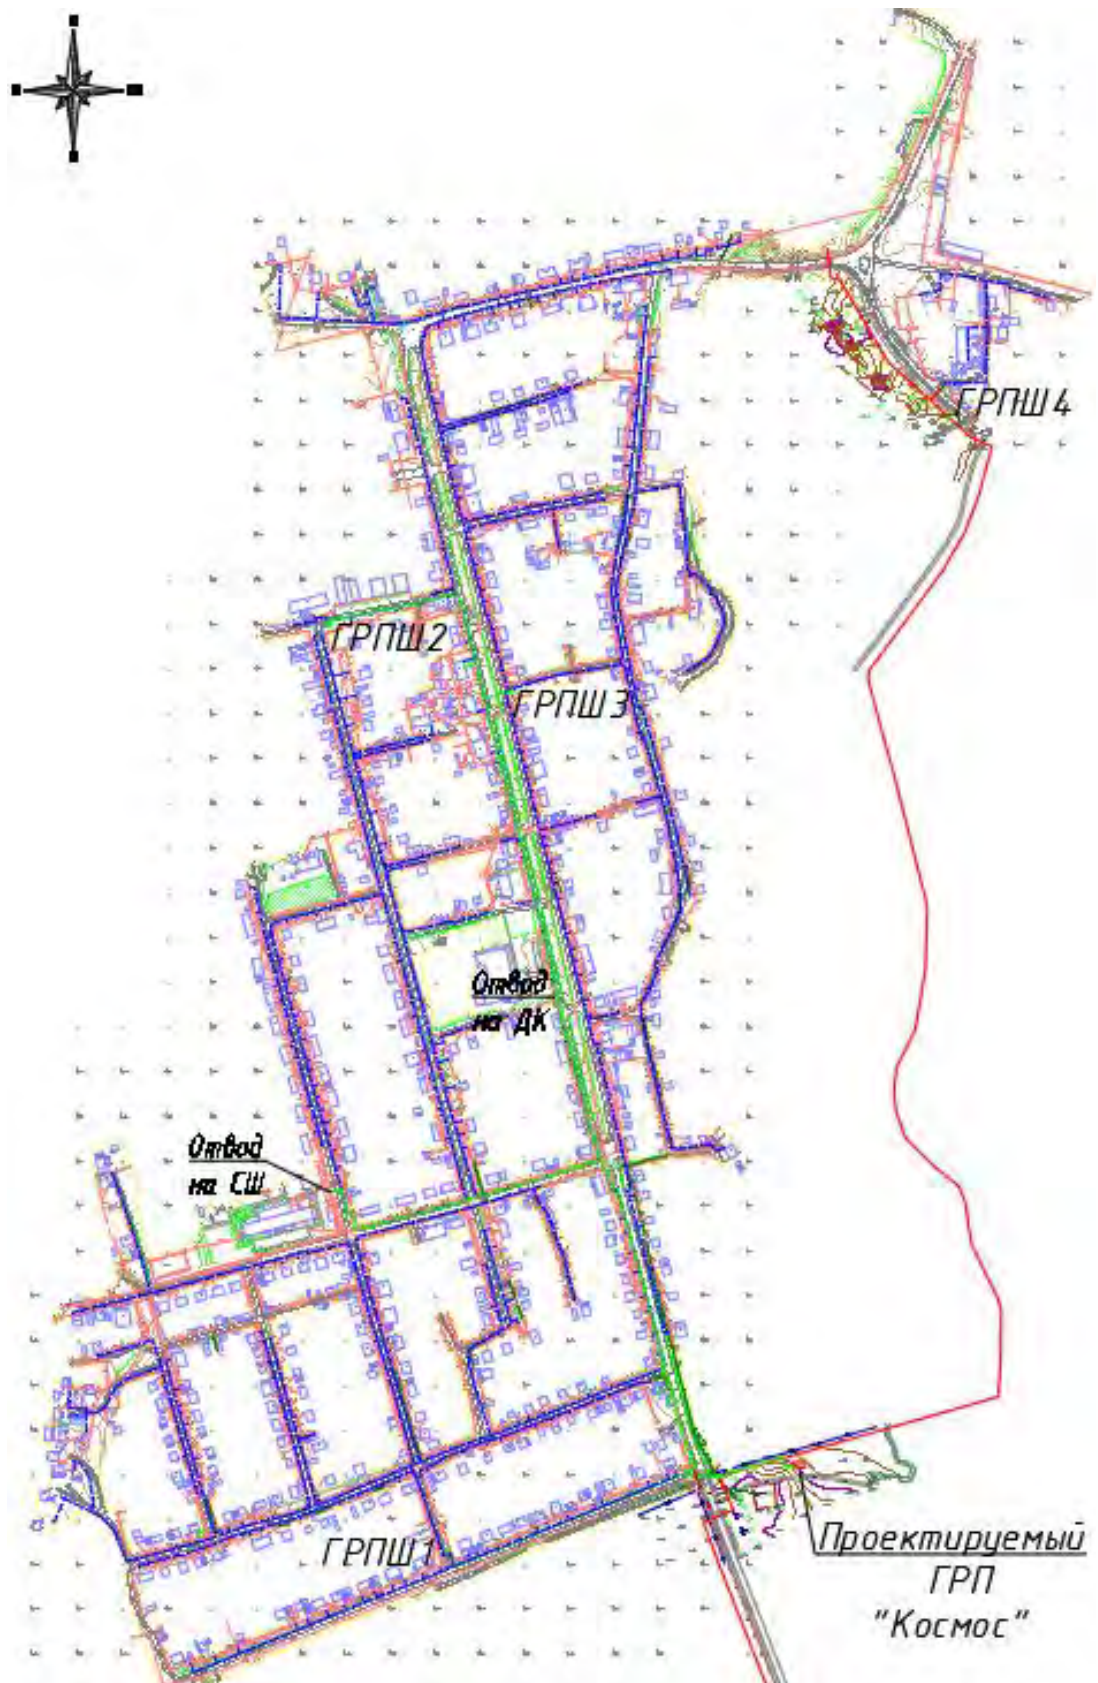 ГРПШ 4
ГРПШ 2
ГРПШ 3
Отвод
на ДК
Отвод
на СШ
ГРПШ 1
Проектируемый
ГРП
"Космос"